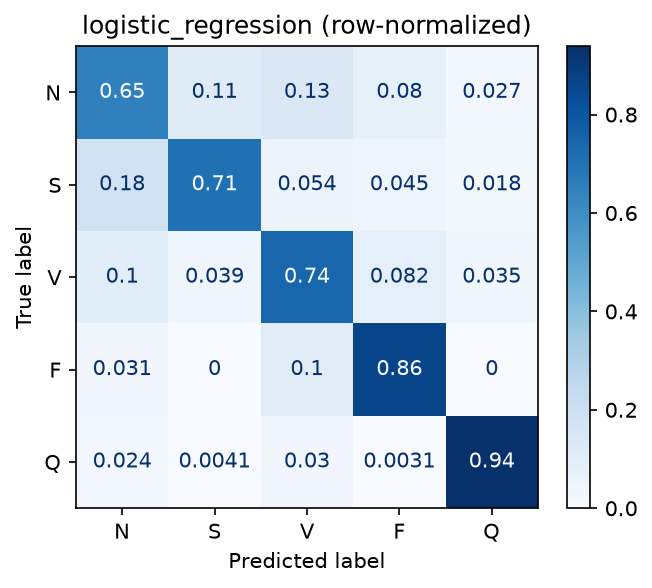 logistic_regression (row-normalized)
N 0.65 0.11 0.13 0.08 0.027
S 0.18 0.71 0.054 0.045 0.018
V 0.1 0.039 0.74 0.082 0.035
F 0.031 0 0.1 0.86 0
Q 0.024 0.0041 0.03 0.0031 0.94
N S V F Q
Predicted label
True label
0.8
0.6
0.4
0.2
0.0